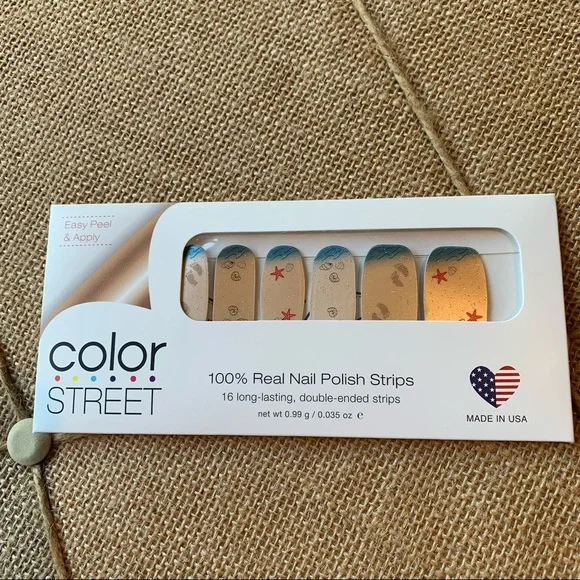 Easy Peel
& Apply
color
STREET
100% Real Nail Polish Strips
16 long-lasting, double-ended strips
net wt 0.99 g / 0.035 oz ℮
MADE IN USA